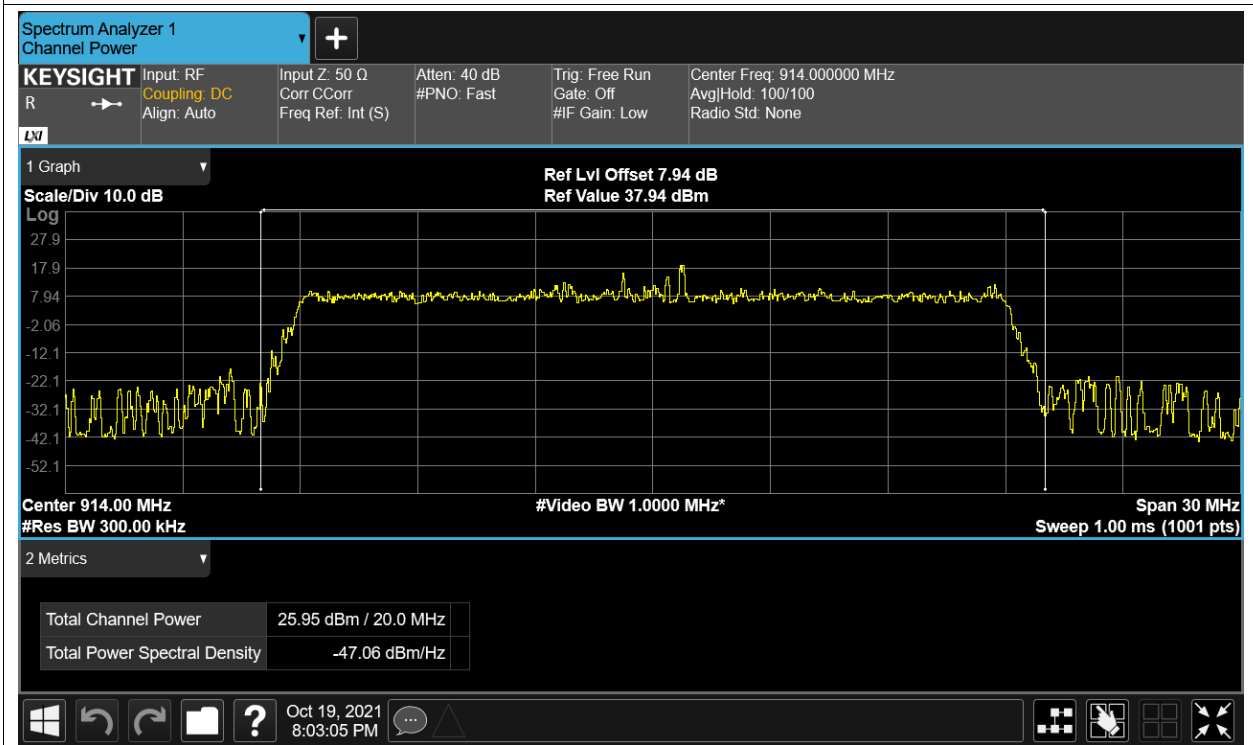 Spectrum Analyzer 1
Channel Power
KEYSIGHT
R
LXI
Input: RF
Coupling: DC
Align: Auto
Input Z: 50 Ω
Corr CCorr
Freq Ref: Int (S)
Atten: 40 dB
#PNO: Fast
Trig: Free Run
Gate: Off
#IF Gain: Low
Center Freq: 914.000000 MHz
Avg|Hold: 100/100
Radio Std: None
1 Graph
Scale/Div 10.0 dB
Ref Lvl Offset 7.94 dB
Ref Value 37.94 dBm
Log
27.9
17.9
7.94
-2.06
-12.1
-22.1
-32.1
-42.1
-52.1
Center 914.00 MHz
#Video BW 1.0000 MHz*
Span 30 MHz
#Res BW 300.00 kHz
Sweep 1.00 ms (1001 pts)
2 Metrics
Total Channel Power 25.95 dBm / 20.0 MHz
Total Power Spectral Density -47.06 dBm/Hz
?
Oct 19, 2021
8:03:05 PM